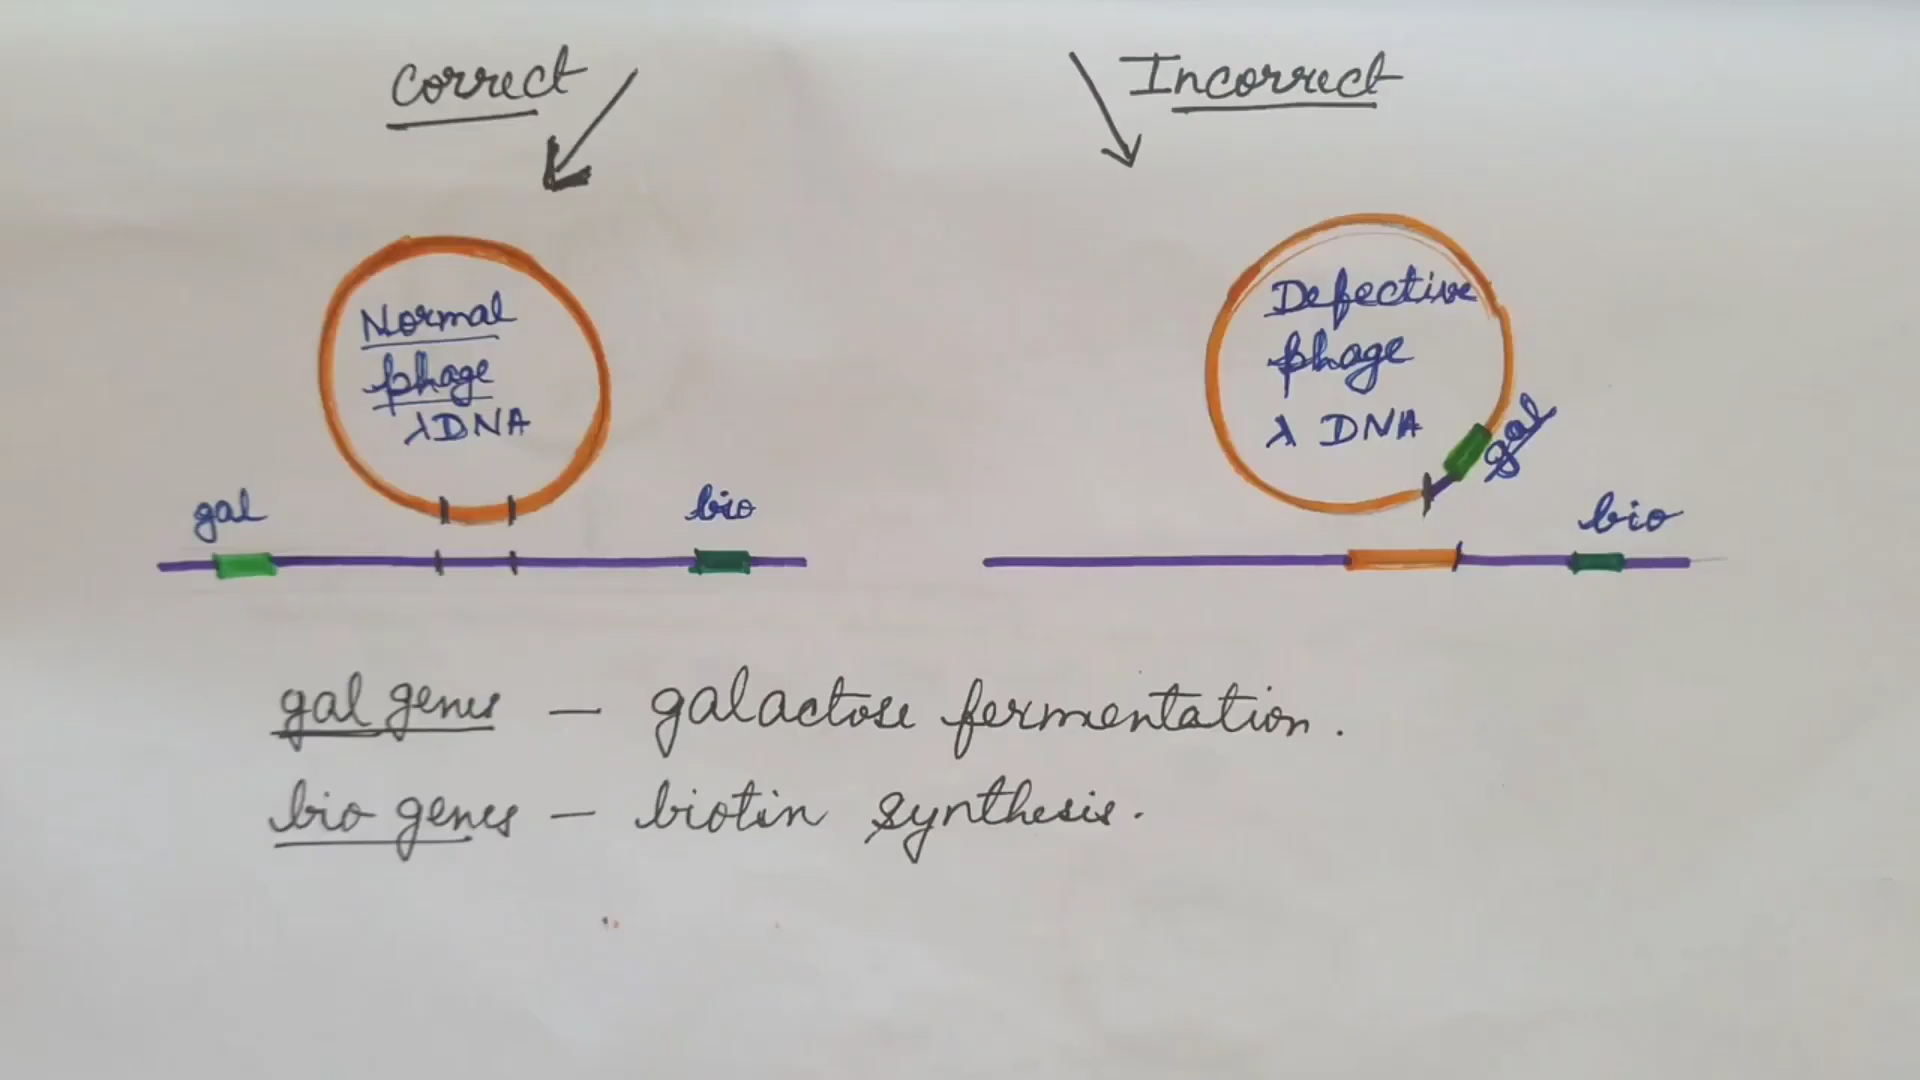 Correct
Incorrect
Normal
phage
λDNA
Defective
phage
λ DNA
gal
bio
gal
bio
gal genes — galactose fermentation.
bio genes — biotin synthesis.